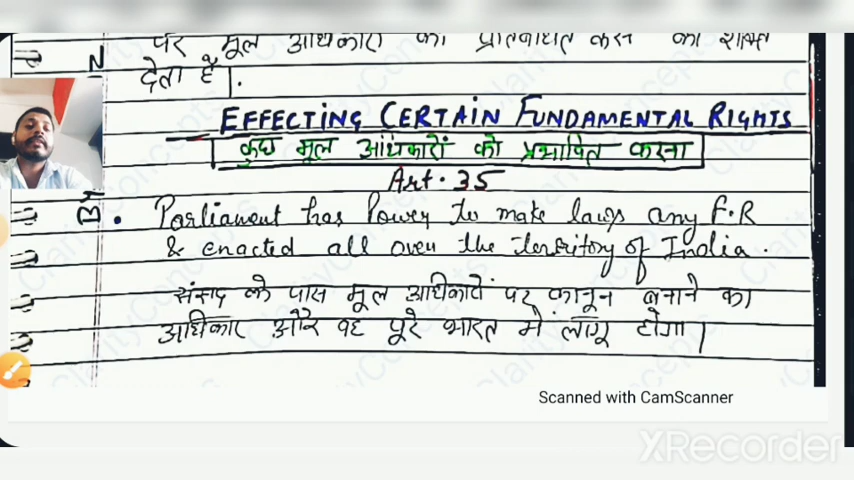 पर मूल अधिकारों को प्रतिबंधित करने की शक्ति
देता है।
EFFECTING CERTAIN FUNDAMENTAL RIGHTS
कुछ मूल अधिकारों को प्रभावित करना
Art. 35
• Parliament has Power to make laws any F.R
& enacted all over the territory of India.
संसद के पास मूल अधिकारों पर कानून बनाने का
अधिकार और वह पूरे भारत में लागू होगा।
Scanned with CamScanner
XRecorder
ClarityConcepts